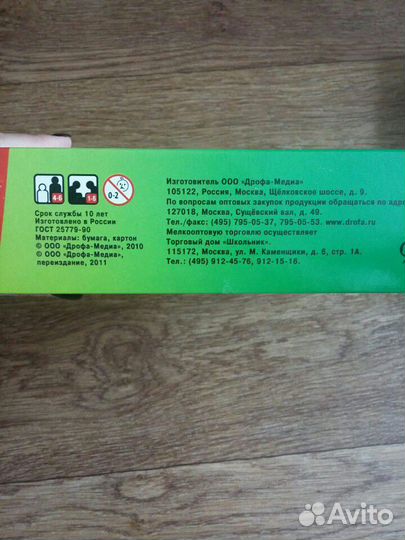 4-6 1-6 0-2
Срок службы 10 лет
Изготовлено в России
ГОСТ 25779-90
Материалы: бумага, картон
© ООО «Дрофа-Медиа», 2010
© ООО «Дрофа-Медиа»,
переиздание, 2011
Изготовитель ООО «Дрофа-Медиа»
105122, Россия, Москва, Щёлковское шоссе, д. 9.
По вопросам оптовых закупок продукции обращаться по адресу
127018, Москва, Сущёвский вал, д. 49.
Тел./факс: (495) 795-05-37, 795-05-53. www.drofa.ru
Мелкооптовую торговлю осуществляет
Торговый дом «Школьник».
115172, Москва, ул. М. Каменщики, д. 6, стр. 1А.
Тел.: (495) 912-45-76, 912-15-16.
Avito